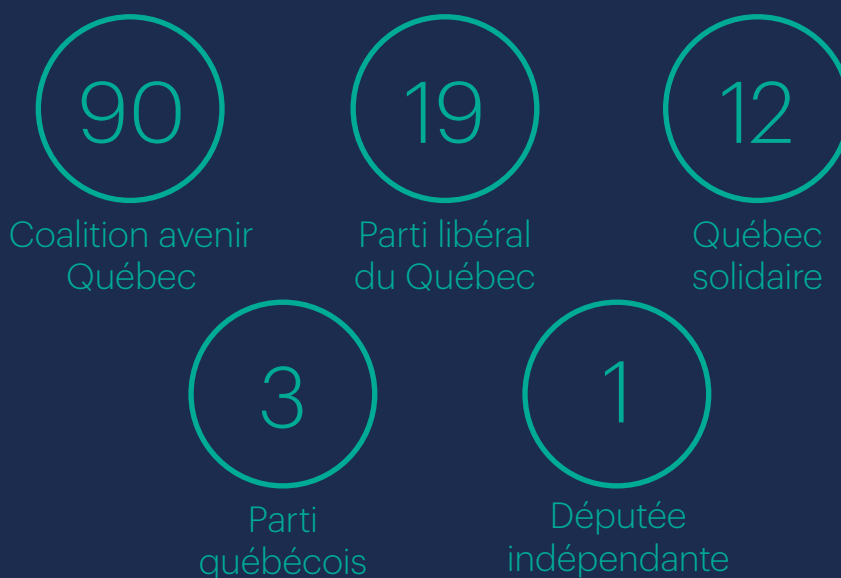 90
Coalition avenir
Québec
19
Parti libéral
du Québec
12
Québec
solidaire
3
Parti
québécois
1
Députée
indépendante